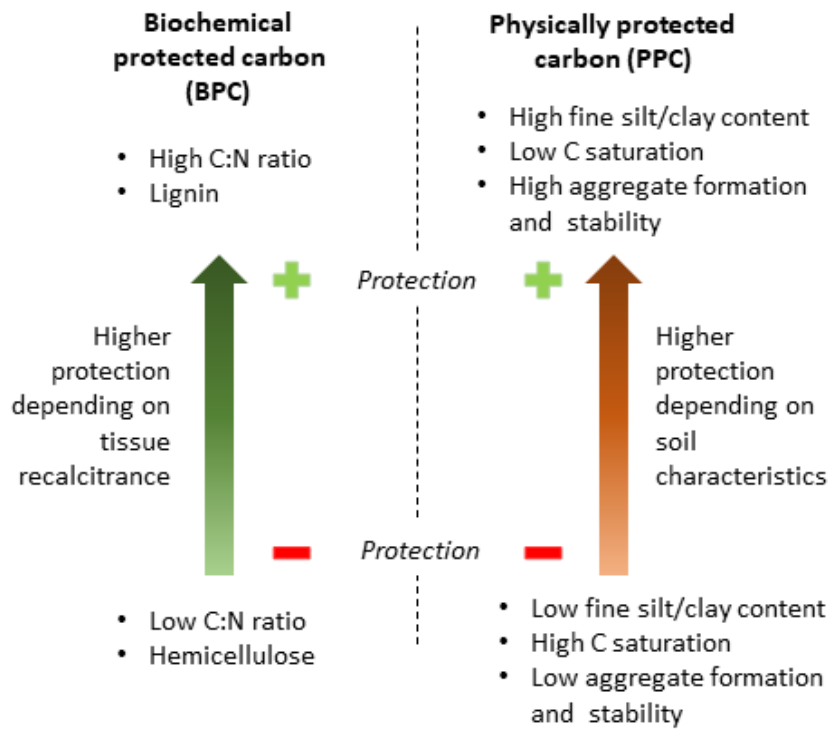 Biochemical
protected carbon
(BPC)
• High C:N ratio
• Lignin
Higher
protection
depending on
tissue
recalcitrance
• Low C:N ratio
• Hemicellulose
Protection
Protection
Physically protected
carbon (PPC)
• High fine silt/clay content
• Low C saturation
• High aggregate formation
and stability
Higher
protection
depending on
soil
characteristics
• Low fine silt/clay content
• High C saturation
• Low aggregate formation
and stability